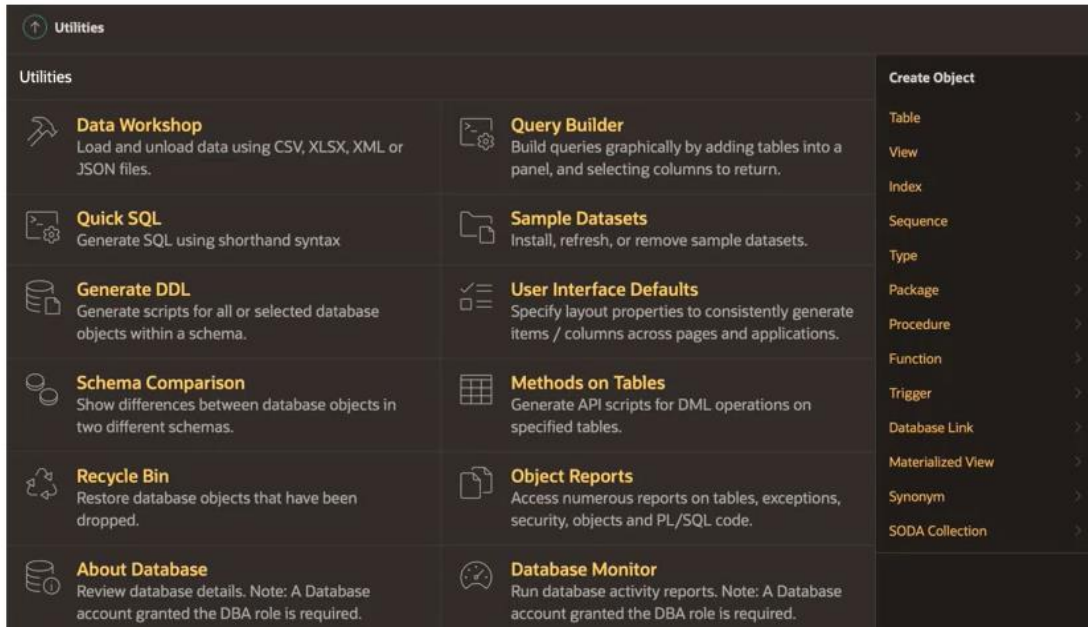 Utilities
Utilities
Data Workshop
Load and unload data using CSV, XLSX, XML or
JSON files.
Query Builder
Build queries graphically by adding tables into a
panel, and selecting columns to return.
Quick SQL
Generate SQL using shorthand syntax
Sample Datasets
Install, refresh, or remove sample datasets.
Generate DDL
Generate scripts for all or selected database
objects within a schema.
User Interface Defaults
Specify layout properties to consistently generate
items / columns across pages and applications.
Schema Comparison
Show differences between database objects in
two different schemas.
Methods on Tables
Generate API scripts for DML operations on
specified tables.
Recycle Bin
Restore database objects that have been
dropped.
Object Reports
Access numerous reports on tables, exceptions,
security, objects and PL/SQL code.
About Database
Review database details. Note: A Database
account granted the DBA role is required.
Database Monitor
Run database activity reports. Note: A Database
account granted the DBA role is required.
Create Object
Table
View
Index
Sequence
Type
Package
Procedure
Function
Trigger
Database Link
Materialized View
Synonym
SODA Collection